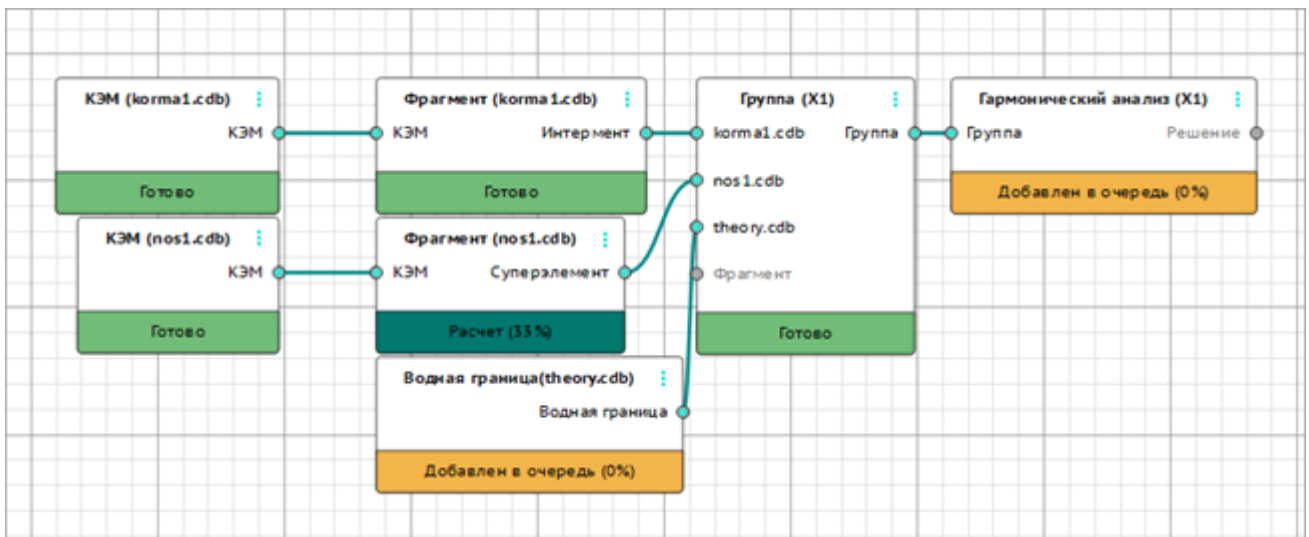 КЭМ (korma1.cdb)
КЭМ
Готово
Фрагмент (korma1.cdb)
КЭМ Интермент
Готово
Группа (X1)
korma1.cdb Группа
nos1.cdb
theory.cdb
Фрагмент
Готово
Гармонический анализ (X1)
Группа Решение
Добавлен в очередь (0%)
КЭМ (nos1.cdb)
КЭМ
Готово
Фрагмент (nos1.cdb)
КЭМ Суперэлемент
Расчет (33%)
Водная граница(theory.cdb)
Водная граница
Добавлен в очередь (0%)